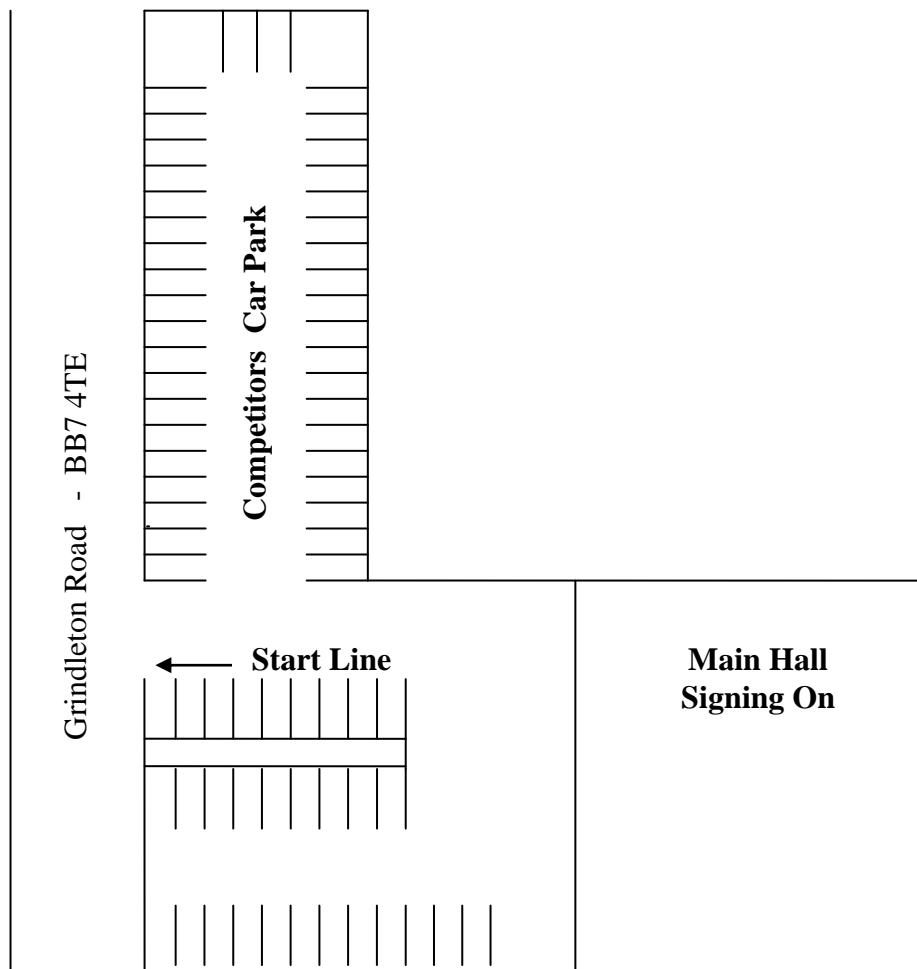 Grindleton Road - BB7 4TE
Competitors Car Park
Start Line
Main Hall
Signing On